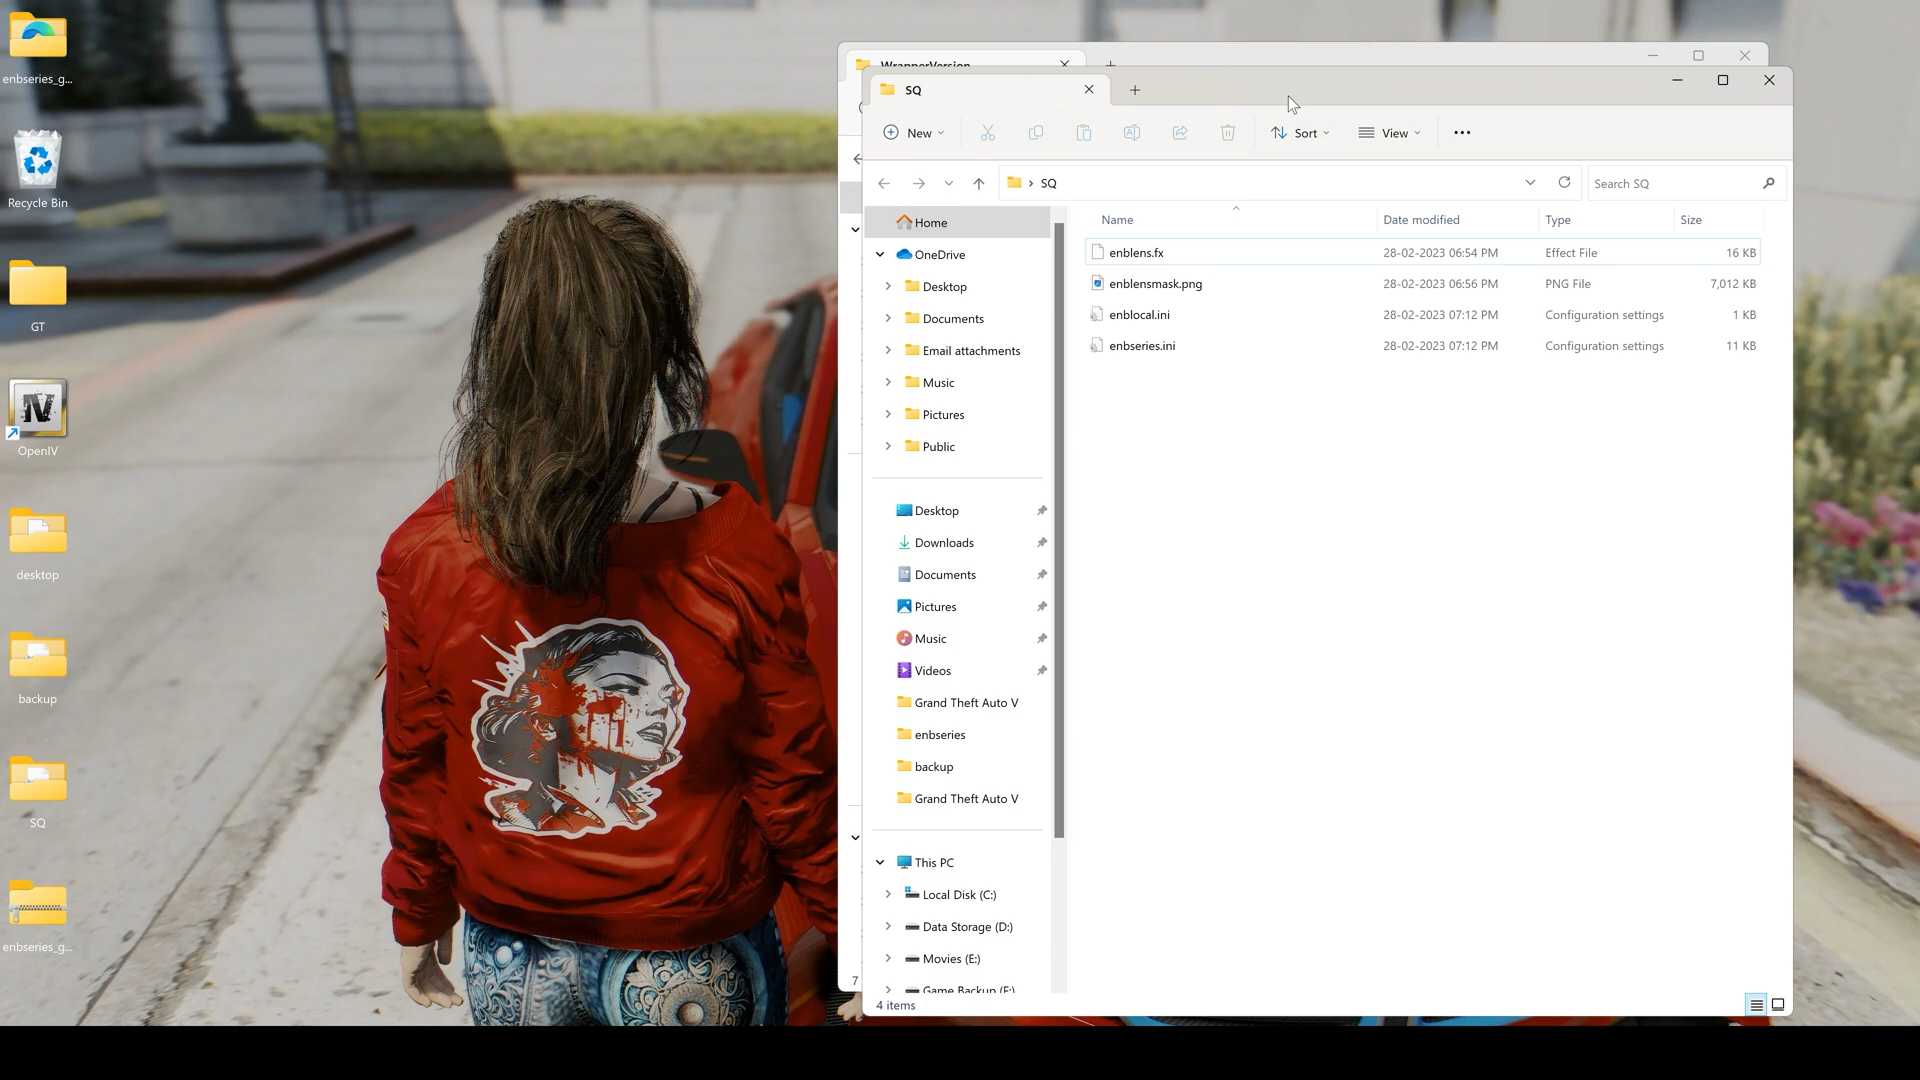 enbseries_g...
Recycle Bin
GT
OpenIV
desktop
backup
SQ
enbseries_g...
WrapperVersion
SQ
New
Sort
View
SQ
Search SQ
Name
Date modified
Type
Size
enblens.fx
28-02-2023 06:54 PM
Effect File
16 KB
enblensmask.png
28-02-2023 06:56 PM
PNG File
7,012 KB
enblocal.ini
28-02-2023 07:12 PM
Configuration settings
1 KB
enbseries.ini
28-02-2023 07:12 PM
Configuration settings
11 KB
Home
OneDrive
Desktop
Documents
Email attachments
Music
Pictures
Public
Desktop
Downloads
Documents
Pictures
Music
Videos
Grand Theft Auto V
enbseries
backup
Grand Theft Auto V
This PC
Local Disk (C:)
Data Storage (D:)
Movies (E:)
Game Backup (F:)
7
4 items